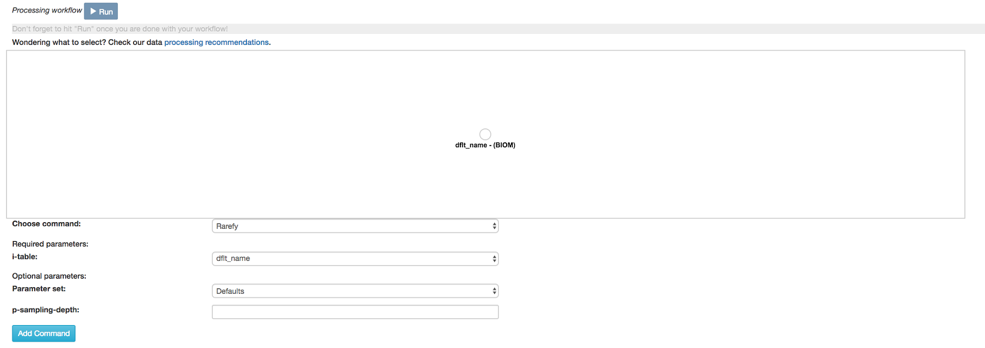 Processing workflow Run
Don't forget to hit "Run" once you are done with your workflow!
Wondering what to select? Check our data processing recommendations.
dflt_name - (BIOM)
Choose command: Rarefy
Required parameters:
i-table: dflt_name
Optional parameters:
Parameter set: Defaults
p-sampling-depth:
Add Command